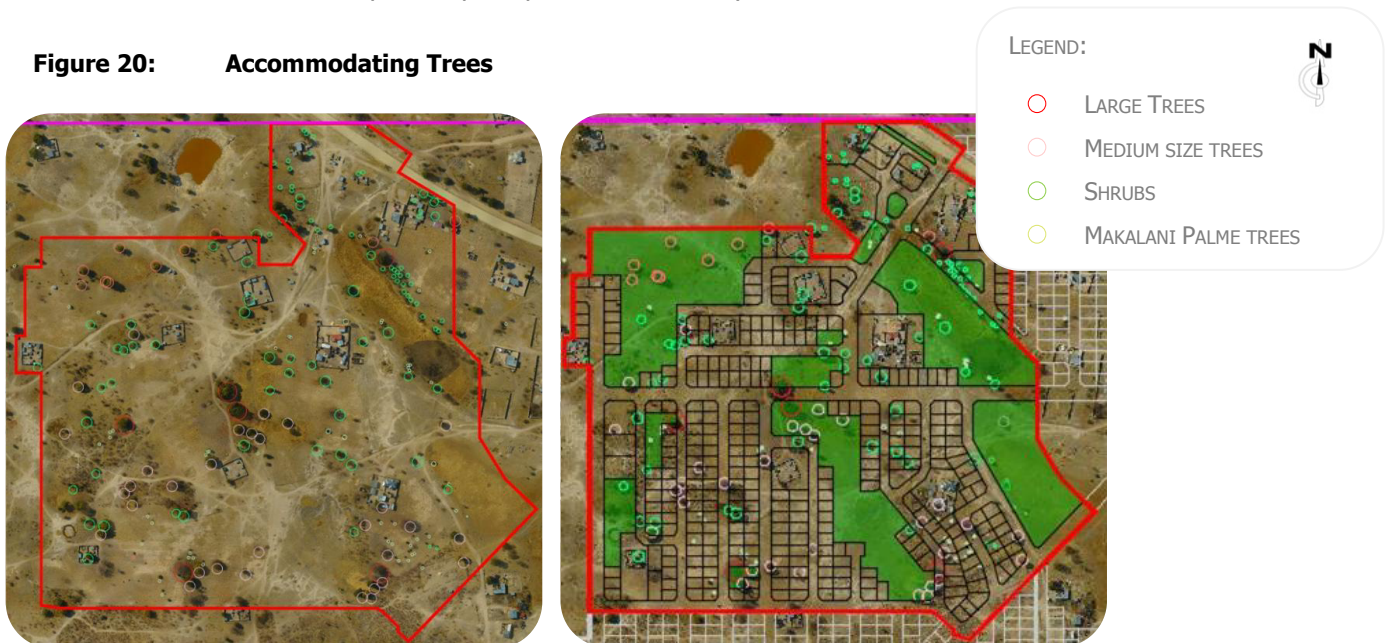 Figure 20: Accommodating Trees
LEGEND:
N
LARGE TREES
MEDIUM SIZE TREES
SHRUBS
MAKALANI PALME TREES